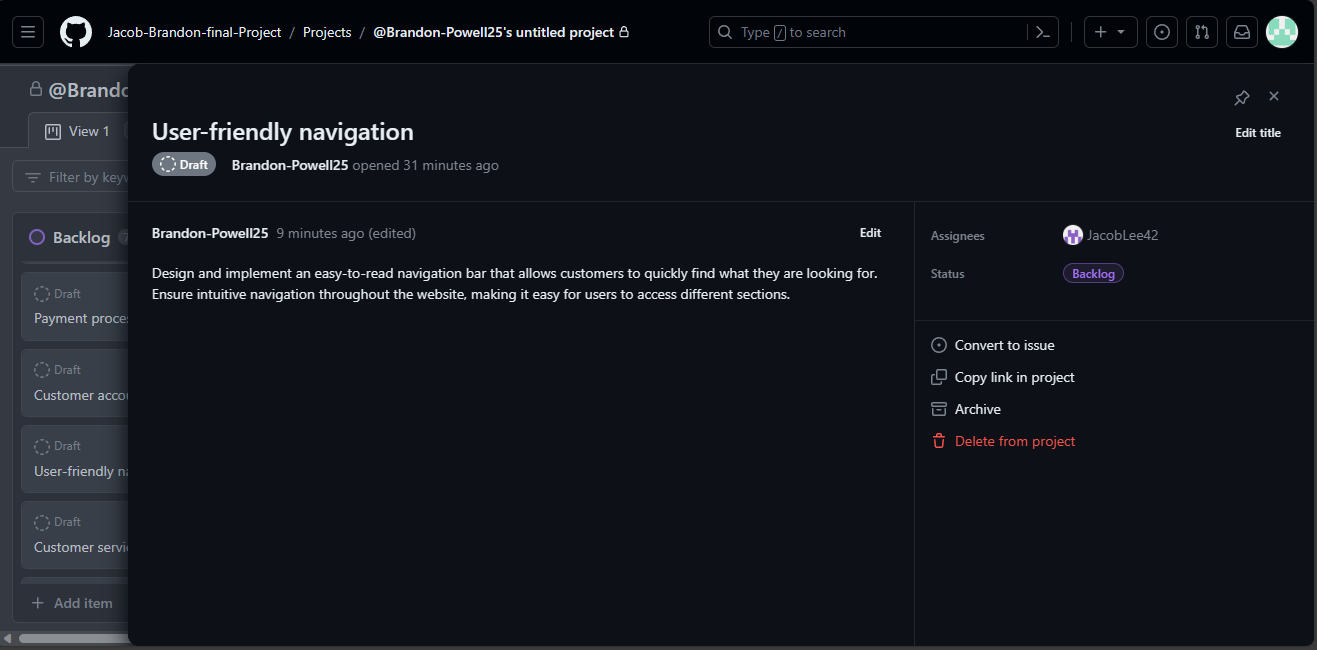 Jacob-Brandon-final-Project / Projects / @Brandon-Powell25's untitled project
Type / to search
@Brando
View 1
Filter by keyw
Backlog
Draft
Payment proce
Draft
Customer acco
Draft
User-friendly na
Draft
Customer servi
Add item
User-friendly navigation
Edit title
Draft Brandon-Powell25 opened 31 minutes ago
Brandon-Powell25 9 minutes ago (edited)
Edit
Design and implement an easy-to-read navigation bar that allows customers to quickly find what they are looking for.
Ensure intuitive navigation throughout the website, making it easy for users to access different sections.
Assignees JacobLee42
Status Backlog
Convert to issue
Copy link in project
Archive
Delete from project